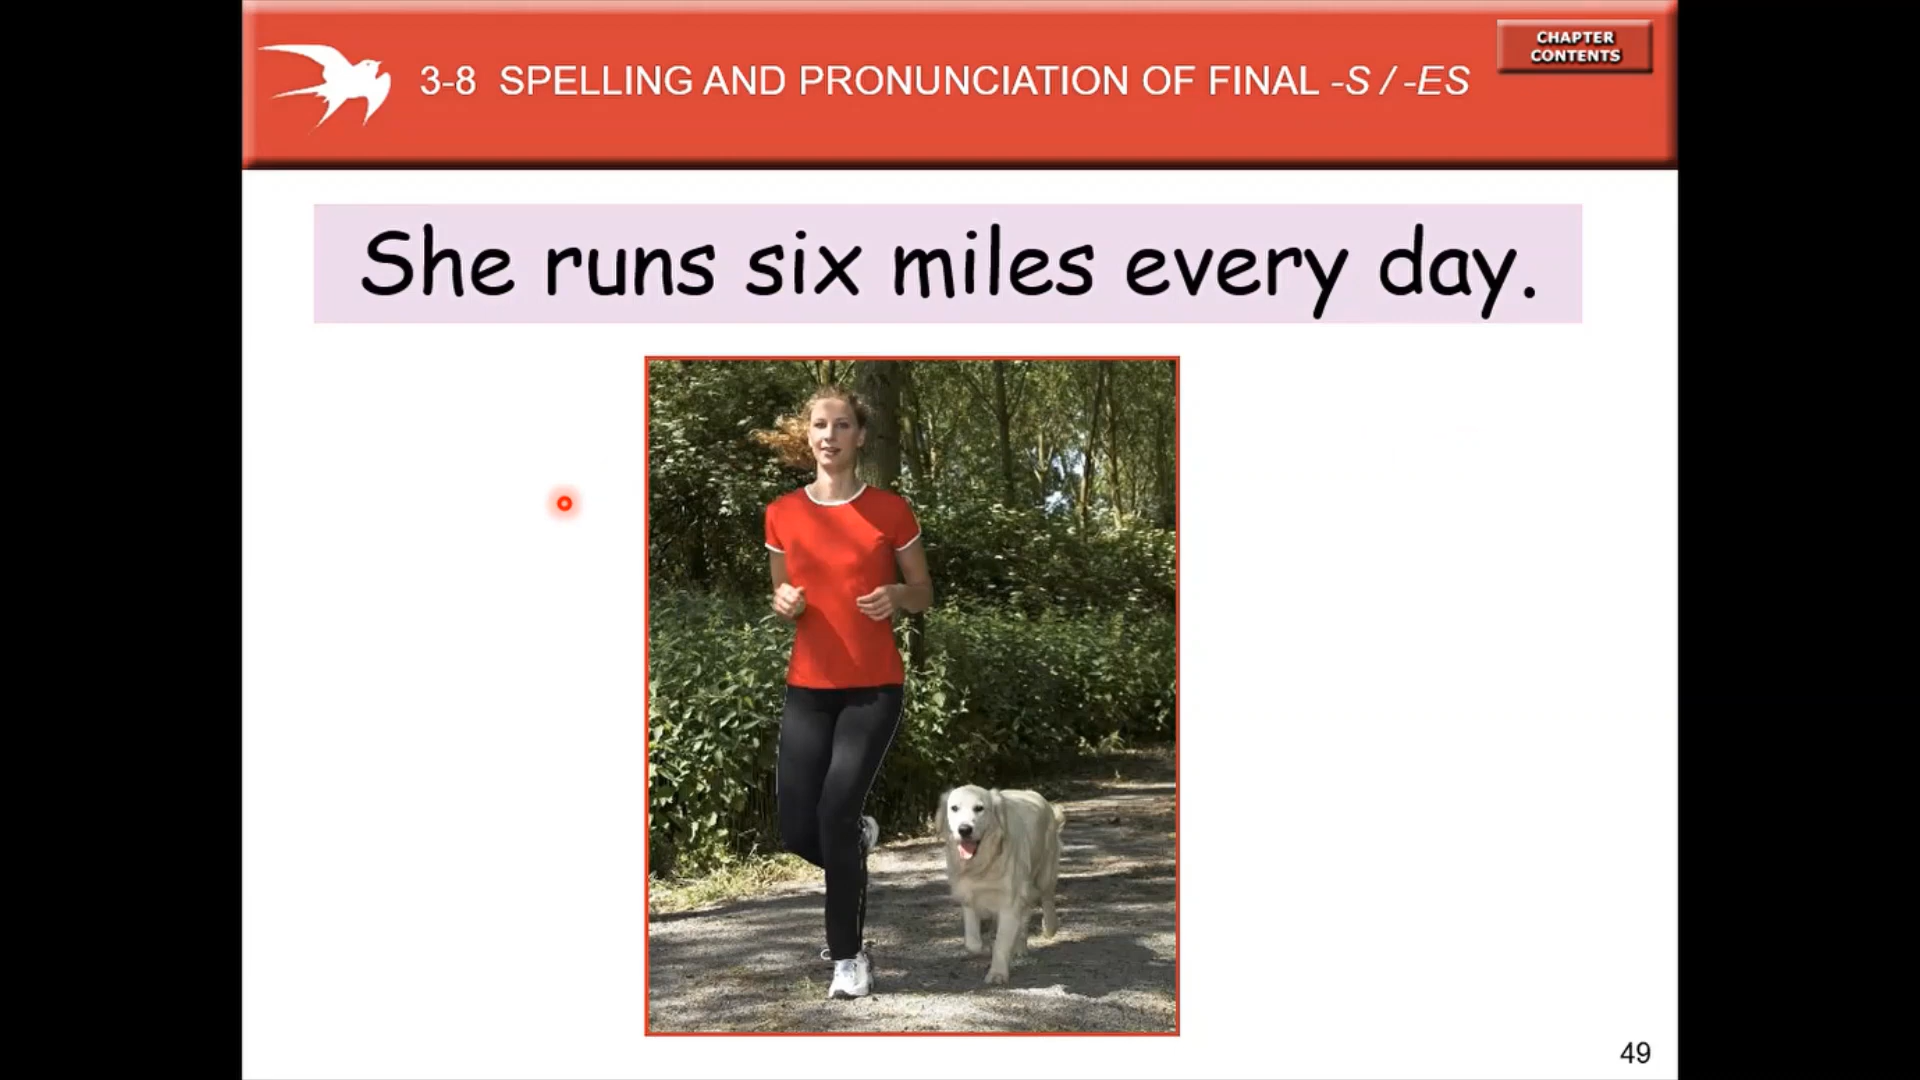 3-8 SPELLING AND PRONUNCIATION OF FINAL -S / -ES
CHAPTER
CONTENTS
She runs six miles every day.
49